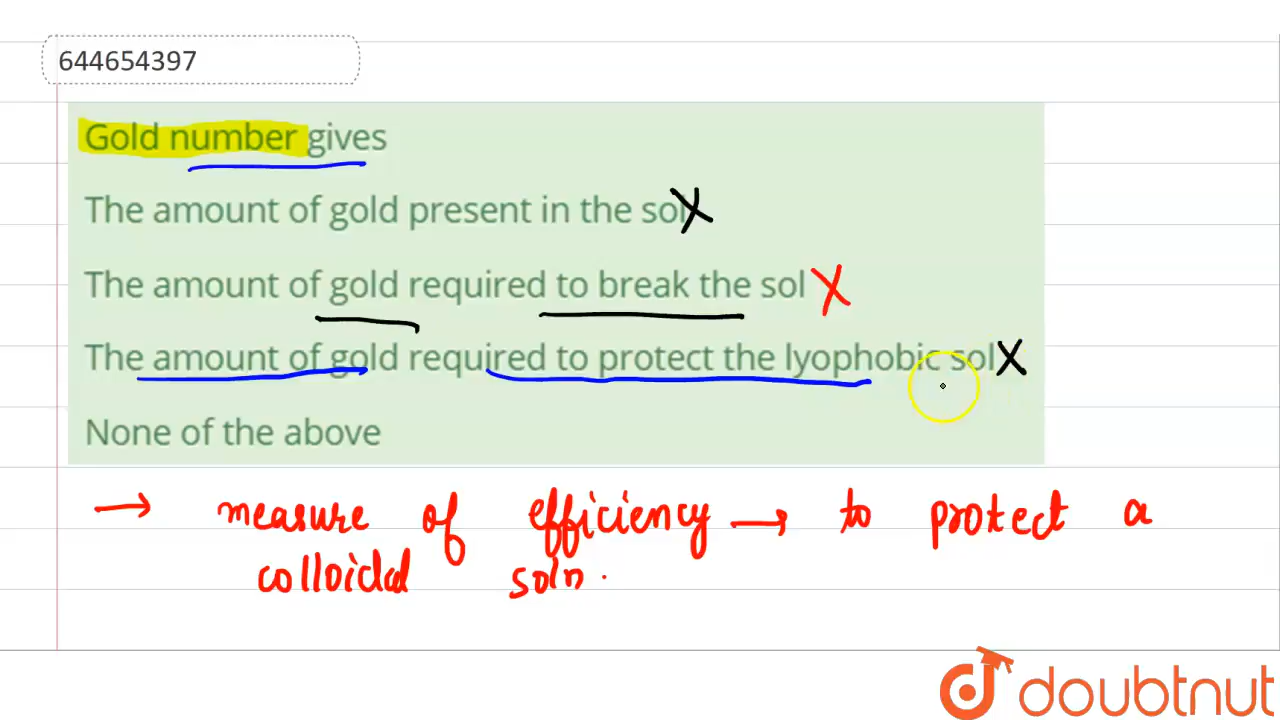 644654397
Gold number gives
The amount of gold present in the sol
The amount of gold required to break the sol
The amount of gold required to protect the lyophobic sol
None of the above
→ measure of efficiency → to protect a
colloidal soln.
doubtnut